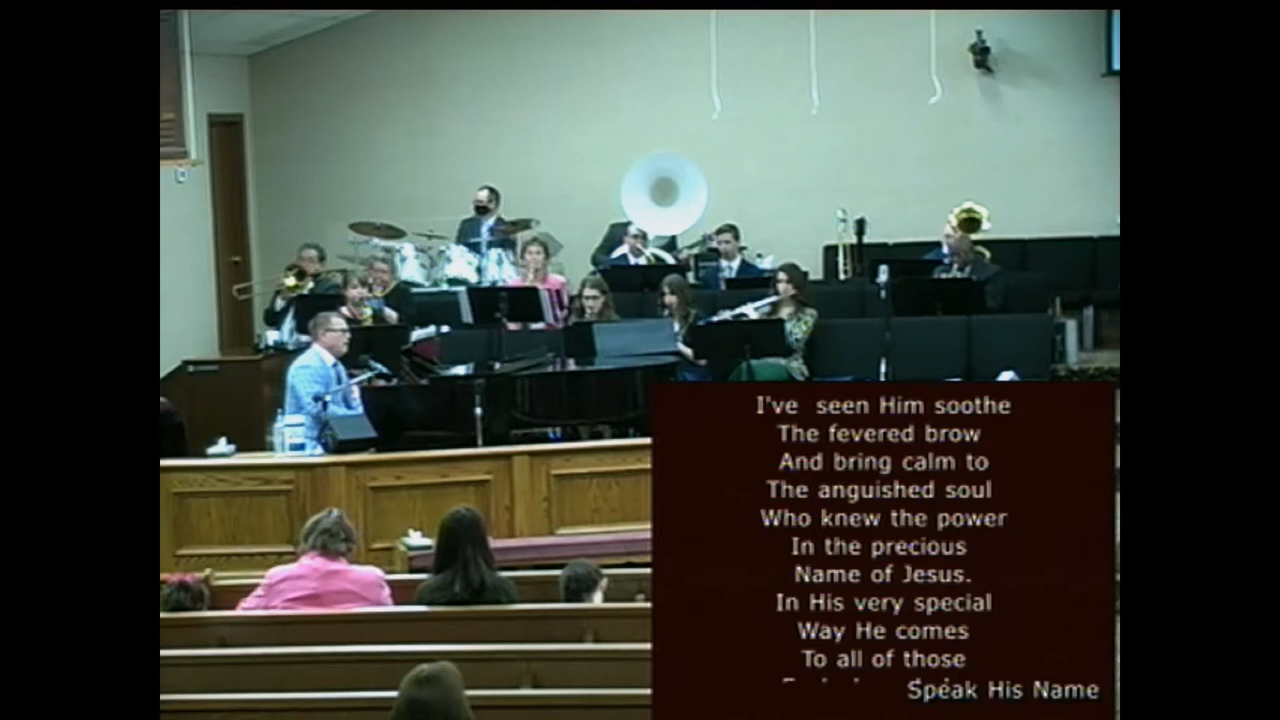 I've seen Him soothe
The fevered brow
And bring calm to
The anguished soul
Who knew the power
In the precious
Name of Jesus.
In His very special
Way He comes
To all of those
Speak His Name